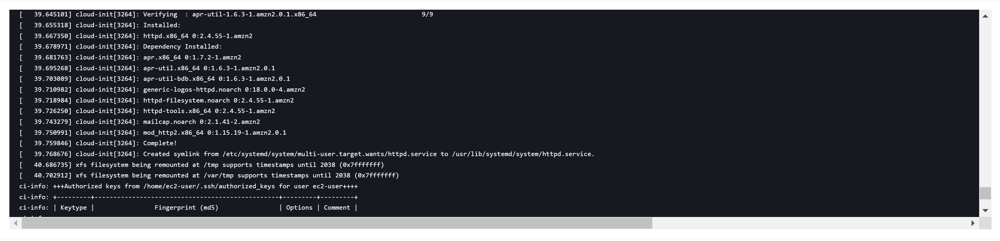 [   39.645101] cloud-init[3264]: Verifying  : apr-util-1.6.3-1.amzn2.0.1.x86_64                            9/9
[   39.655318] cloud-init[3264]: Installed:
[   39.667350] cloud-init[3264]: httpd.x86_64 0:2.4.55-1.amzn2
[   39.678971] cloud-init[3264]: Dependency Installed:
[   39.681763] cloud-init[3264]: apr.x86_64 0:1.7.2-1.amzn2
[   39.695268] cloud-init[3264]: apr-util.x86_64 0:1.6.3-1.amzn2.0.1
[   39.703089] cloud-init[3264]: apr-util-bdb.x86_64 0:1.6.3-1.amzn2.0.1
[   39.710982] cloud-init[3264]: generic-logos-httpd.noarch 0:18.0.0-4.amzn2
[   39.718984] cloud-init[3264]: httpd-filesystem.noarch 0:2.4.55-1.amzn2
[   39.726250] cloud-init[3264]: httpd-tools.x86_64 0:2.4.55-1.amzn2
[   39.743279] cloud-init[3264]: mailcap.noarch 0:2.1.41-2.amzn2
[   39.750991] cloud-init[3264]: mod_http2.x86_64 0:1.15.19-1.amzn2.0.1
[   39.759846] cloud-init[3264]: Complete!
[   39.768676] cloud-init[3264]: Created symlink from /etc/systemd/system/multi-user.target.wants/httpd.service to /usr/lib/systemd/system/httpd.service.
[   40.686735] xfs filesystem being remounted at /tmp supports timestamps until 2038 (0x7fffffff)
[   40.702912] xfs filesystem being remounted at /var/tmp supports timestamps until 2038 (0x7fffffff)
ci-info: +++Authorized keys from /home/ec2-user/.ssh/authorized_keys for user ec2-user++++
ci-info: +---------+-------------------------------------------------+---------+---------+
ci-info: | Keytype |                Fingerprint (md5)                | Options | Comment |